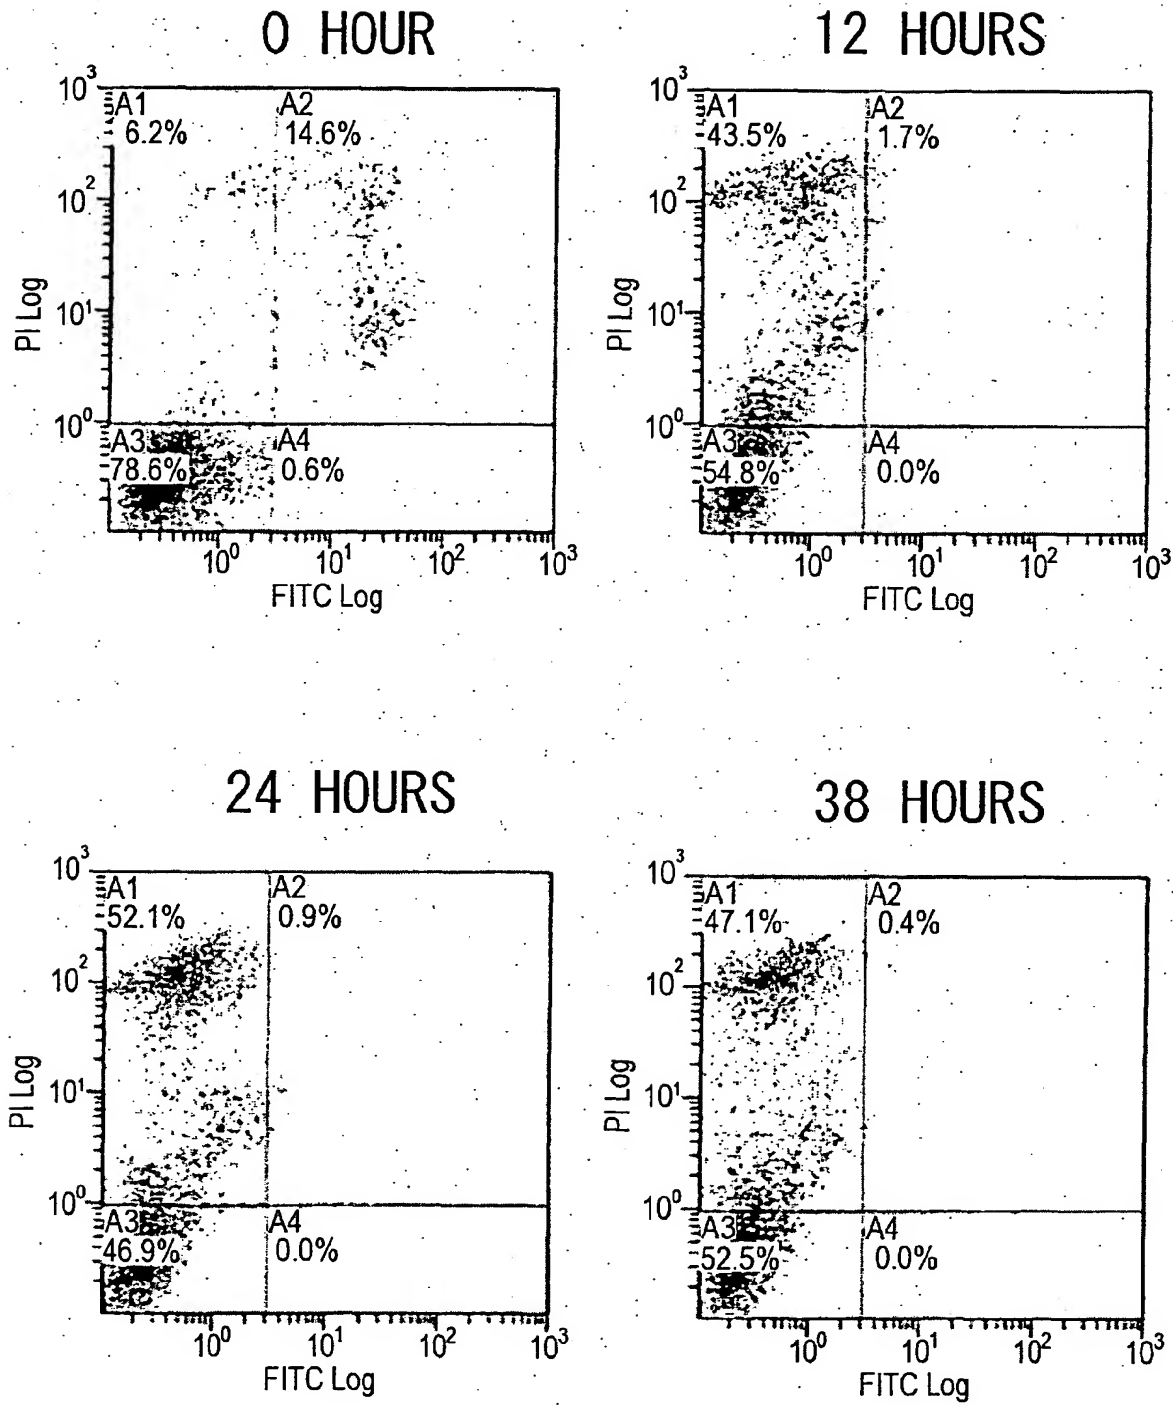 0 HOUR
12 HOURS
10³
A1
6.2%
A2
14.6%
10²
10¹
10⁰
A3
78.6%
A4
0.6%
PI Log
10⁰ 10¹ 10² 10³
FITC Log
10³
A1
43.5%
A2
1.7%
10²
10¹
10⁰
A3
54.8%
A4
0.0%
PI Log
10⁰ 10¹ 10² 10³
FITC Log
24 HOURS
38 HOURS
10³
A1
52.1%
A2
0.9%
10²
10¹
10⁰
A3
46.9%
A4
0.0%
PI Log
10⁰ 10¹ 10² 10³
FITC Log
10³
A1
47.1%
A2
0.4%
10²
10¹
10⁰
A3
52.5%
A4
0.0%
PI Log
10⁰ 10¹ 10² 10³
FITC Log